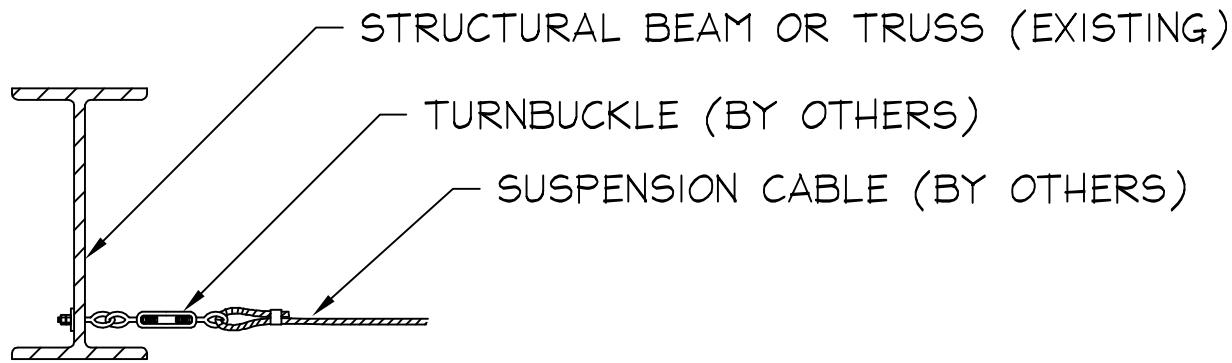 STRUCTURAL BEAM OR TRUSS (EXISTING)
TURNBUCKLE (BY OTHERS)
SUSPENSION CABLE (BY OTHERS)